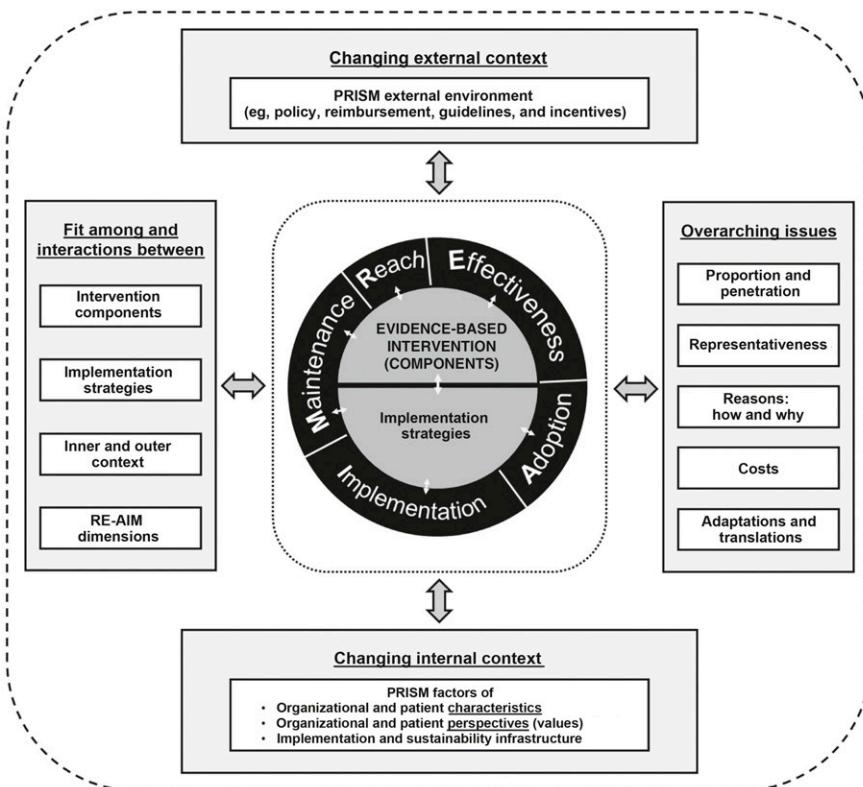 Changing external context
PRISM external environment
(eg, policy, reimbursement, guidelines, and incentives)
Fit among and
interactions between
Intervention
components
Implementation
strategies
Inner and outer
context
RE-AIM
dimensions
Reach
Effectiveness
Adoption
Implementation
Maintenance
EVIDENCE-BASED
INTERVENTION
(COMPONENTS)
Implementation
strategies
Overarching issues
Proportion and
penetration
Representativeness
Reasons:
how and why
Costs
Adaptations and
translations
Changing internal context
PRISM factors of
• Organizational and patient characteristics
• Organizational and patient perspectives (values)
• Implementation and sustainability infrastructure